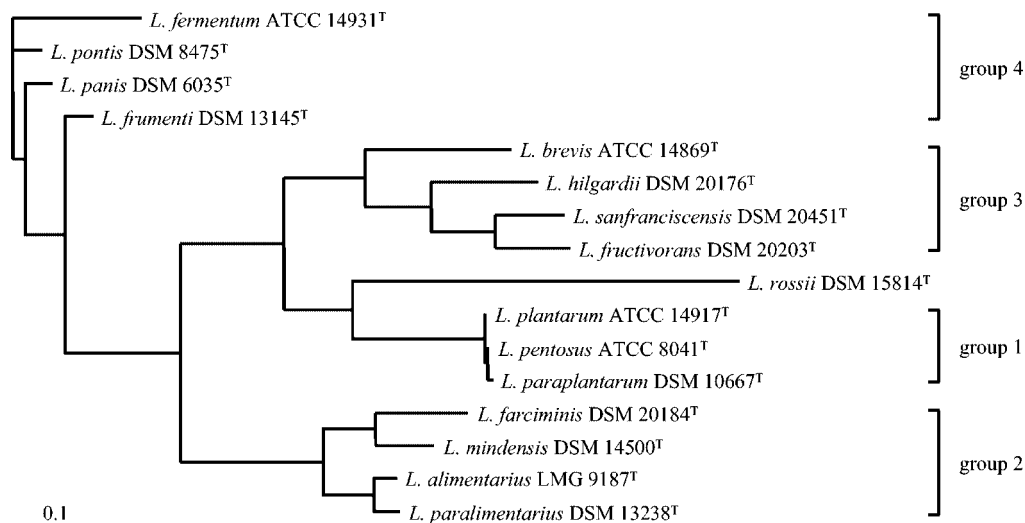 L. fermentum ATCC 14931ᵀ
L. pontis DSM 8475ᵀ
group 4
L. panis DSM 6035ᵀ
L. frumenti DSM 13145ᵀ
L. brevis ATCC 14869ᵀ
L. hilgardii DSM 20176ᵀ
group 3
L. sanfranciscensis DSM 20451ᵀ
L. fructivorans DSM 20203ᵀ
L. rossii DSM 15814ᵀ
L. plantarum ATCC 14917ᵀ
L. pentosus ATCC 8041ᵀ
group 1
L. paraplantarum DSM 10667ᵀ
L. farciminis DSM 20184ᵀ
L. mindensis DSM 14500ᵀ
group 2
L. alimentarius LMG 9187ᵀ
L. paralimentarius DSM 13238ᵀ
0.1